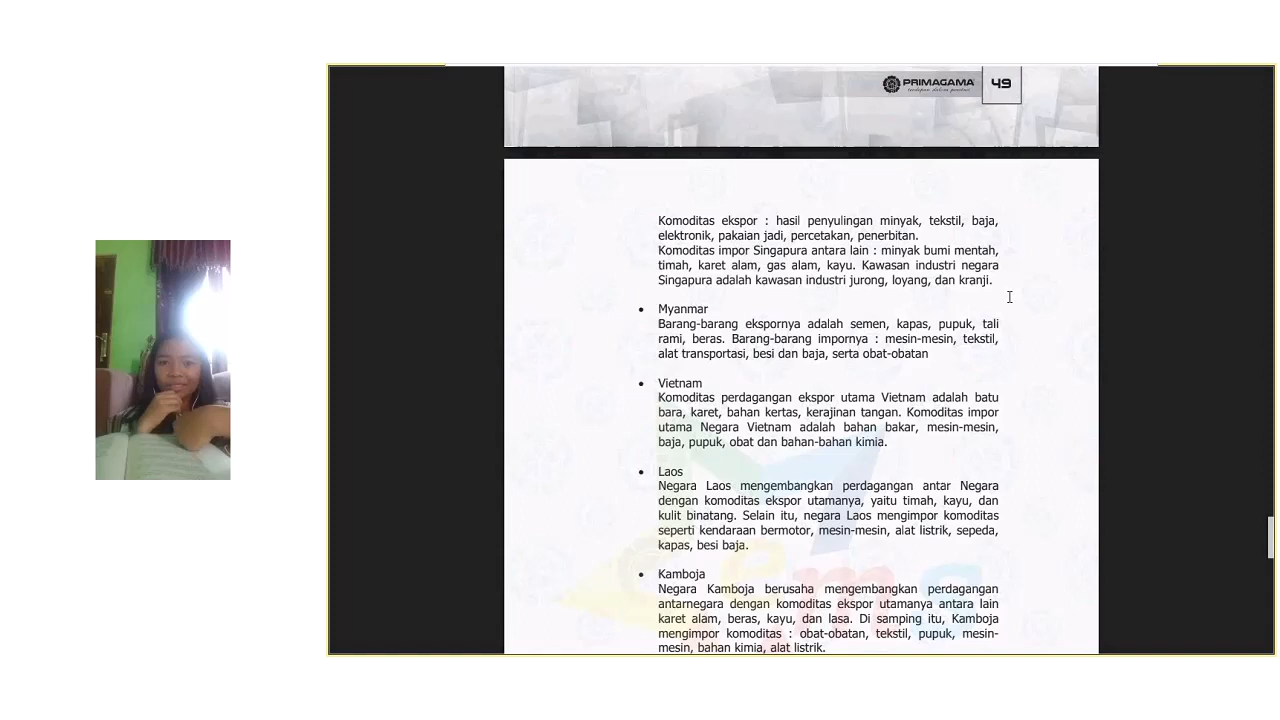 PRIMAGAMA
terdepan dalam prestasi
49
Komoditas ekspor : hasil penyulingan minyak, tekstil, baja,
elektronik, pakaian jadi, percetakan, penerbitan.
Komoditas impor Singapura antara lain : minyak bumi mentah,
timah, karet alam, gas alam, kayu. Kawasan industri negara
Singapura adalah kawasan industri jurong, loyang, dan kranji.
• Myanmar
Barang-barang ekspornya adalah semen, kapas, pupuk, tali
rami, beras. Barang-barang impornya : mesin-mesin, tekstil,
alat transportasi, besi dan baja, serta obat-obatan
• Vietnam
Komoditas perdagangan ekspor utama Vietnam adalah batu
bara, karet, bahan kertas, kerajinan tangan. Komoditas impor
utama Negara Vietnam adalah bahan bakar, mesin-mesin,
baja, pupuk, obat dan bahan-bahan kimia.
• Laos
Negara Laos mengembangkan perdagangan antar Negara
dengan komoditas ekspor utamanya, yaitu timah, kayu, dan
kulit binatang. Selain itu, negara Laos mengimpor komoditas
seperti kendaraan bermotor, mesin-mesin, alat listrik, sepeda,
kapas, besi baja.
• Kamboja
Negara Kamboja berusaha mengembangkan perdagangan
antarnegara dengan komoditas ekspor utamanya antara lain
karet alam, beras, kayu, dan lasa. Di samping itu, Kamboja
mengimpor komoditas : obat-obatan, tekstil, pupuk, mesin-
mesin, bahan kimia, alat listrik.
ems